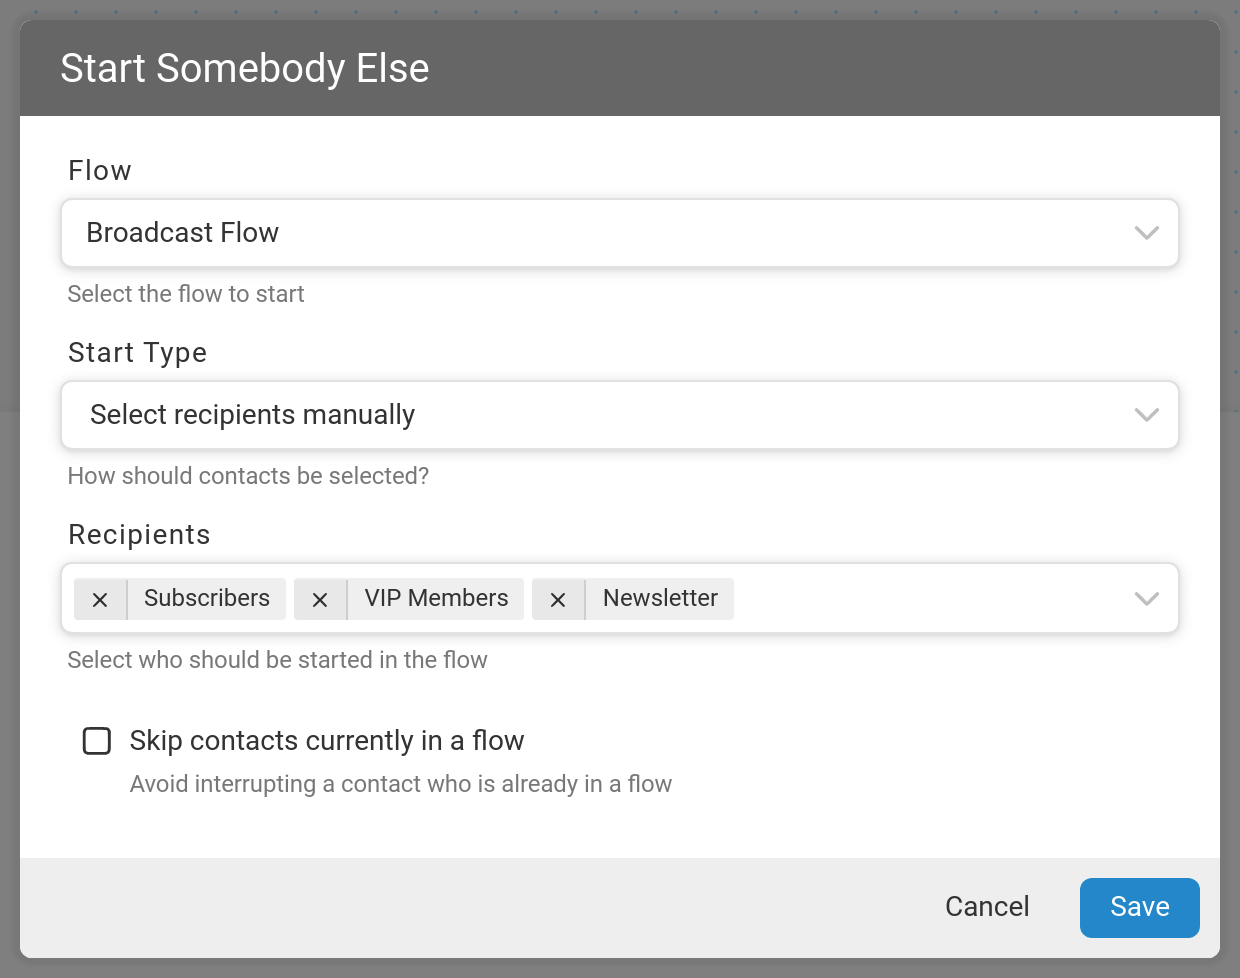 Start Somebody Else
Flow
Broadcast Flow
Select the flow to start
Start Type
Select recipients manually
How should contacts be selected?
Recipients
Subscribers VIP Members Newsletter
Select who should be started in the flow
Skip contacts currently in a flow
Avoid interrupting a contact who is already in a flow
Cancel Save